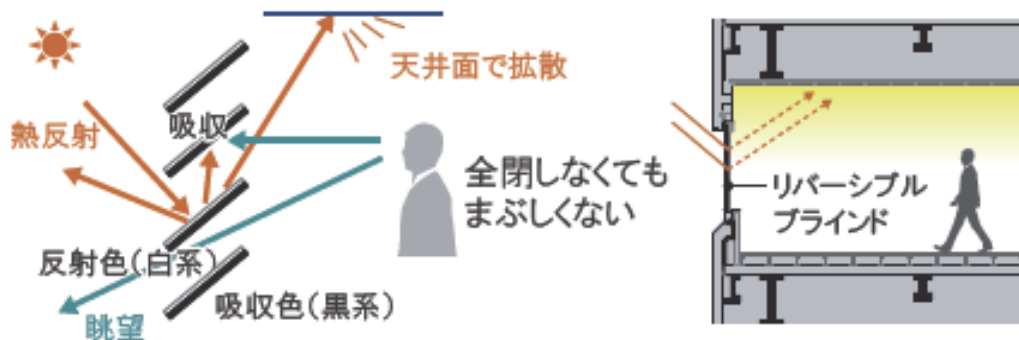 天井面で拡散
吸収
熱反射
全閉しなくても
まぶしくない
リバーシブル
ブラインド
反射色(白系)
吸収色(黒系)
眺望